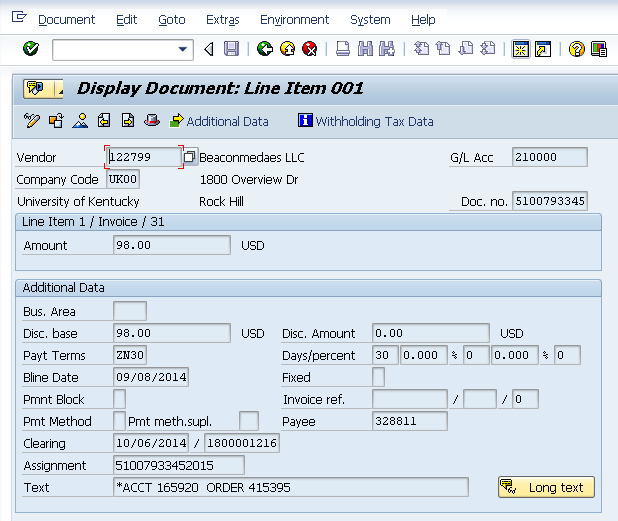 Document Edit Goto Extras Environment System Help
Display Document: Line Item 001
Additional Data Withholding Tax Data
Vendor 122799 Beaconmedaes LLC G/L Acc 210000
Company Code UK00 1800 Overview Dr
University of Kentucky Rock Hill Doc. no. 5100793345
Line Item 1 / Invoice / 31
Amount 98.00 USD
Additional Data
Bus. Area
Disc. base 98.00 USD Disc. Amount 0.00 USD
Payt Terms ZN30 Days/percent 30 0.000 % 0 0.000 % 0
Bline Date 09/08/2014 Fixed
Pmnt Block Invoice ref. / / 0
Pmt Method Pmt meth.supl. Payee 328811
Clearing 10/06/2014 / 1800001216
Assignment 51007933452015
Text *ACCT 165920 ORDER 415395 Long text